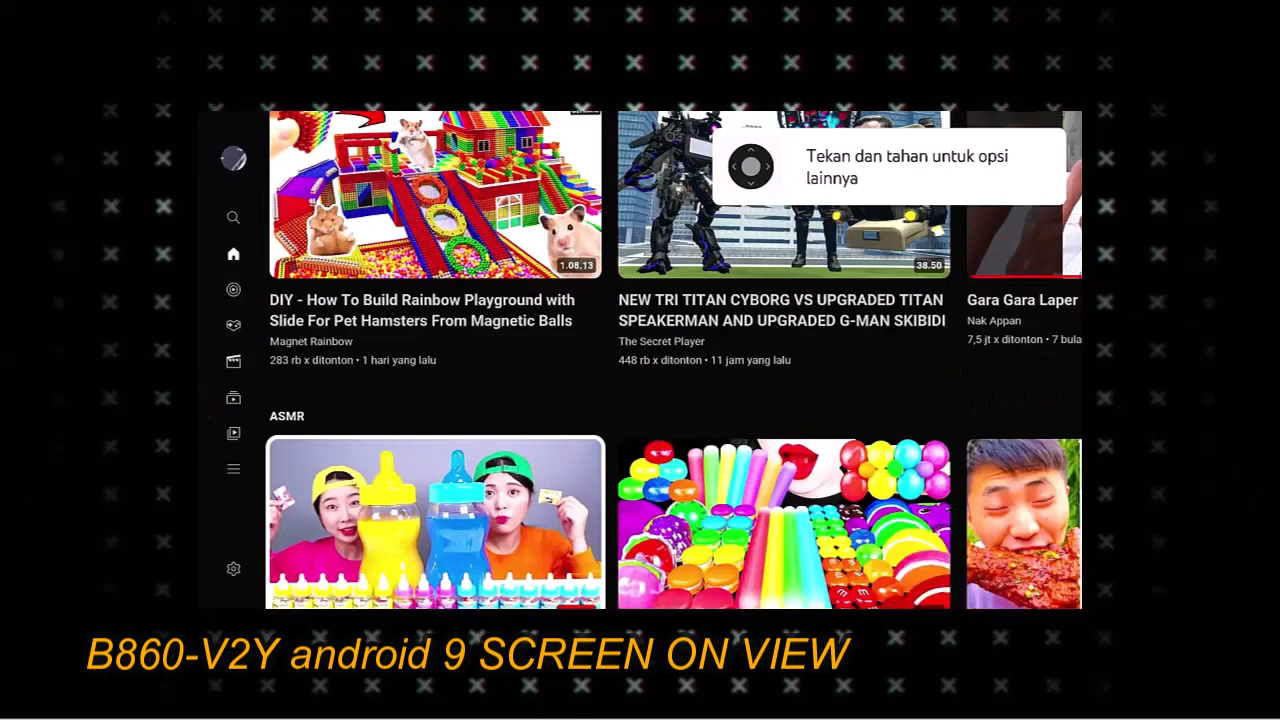 Tekan dan tahan untuk opsi
lainnya
1.08.13
38.50
DIY - How To Build Rainbow Playground with
Slide For Pet Hamsters From Magnetic Balls
Magnet Rainbow
283 rb x ditonton • 1 hari yang lalu
NEW TRI TITAN CYBORG VS UPGRADED TITAN
SPEAKERMAN AND UPGRADED G-MAN SKIBIDI
The Secret Player
448 rb x ditonton • 11 jam yang lalu
Gara Gara Laper
Nak Appan
7,5 jt x ditonton • 7 bula
ASMR
B860-V2Y android 9 SCREEN ON VIEW